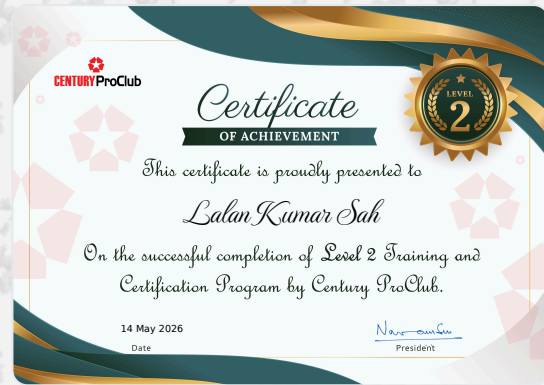 CENTURY ProClub
LEVEL
2
Certificate
OF ACHIEVEMENT
This certificate is proudly presented to
Lalan Kumar Sah
On the successful completion of Level 2 Training and
Certification Program by Century ProClub.
14 May 2026
Date
President